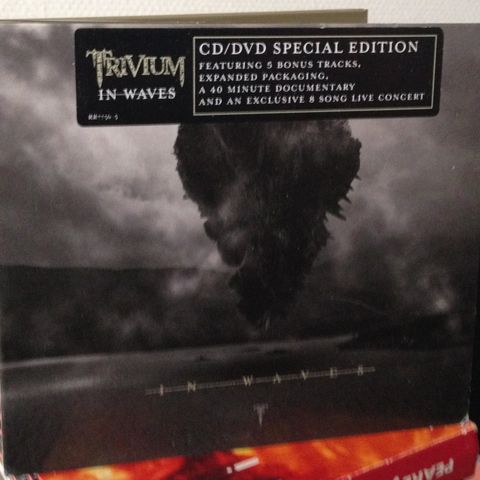 TRIVIUM
IN WAVES
CD/DVD SPECIAL EDITION
FEATURING 5 BONUS TRACKS,
EXPANDED PACKAGING,
A 40 MINUTE DOCUMENTARY
AND AN EXCLUSIVE 8 SONG LIVE CONCERT
IN WAVES
T